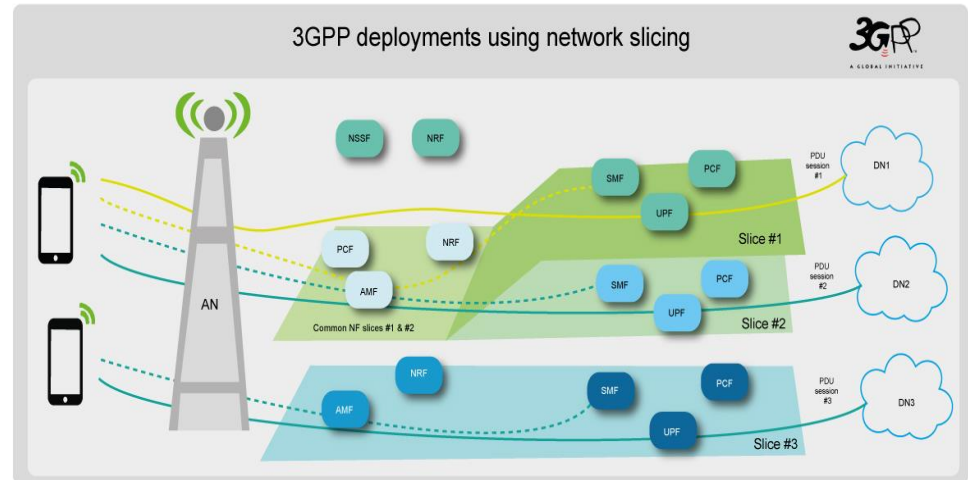 3GPP deployments using network slicing
3GPP
A GLOBAL INITIATIVE
NSSF
NRF
SMF
PCF
PDU
session
#1
DN1
UPF
PCF
NRF
Slice #1
AMF
SMF
PCF
PDU
session
#2
DN2
AN
UPF
Common NF slices #1 & #2
Slice #2
NRF
AMF
SMF
PCF
PDU
session
#3
DN3
UPF
Slice #3